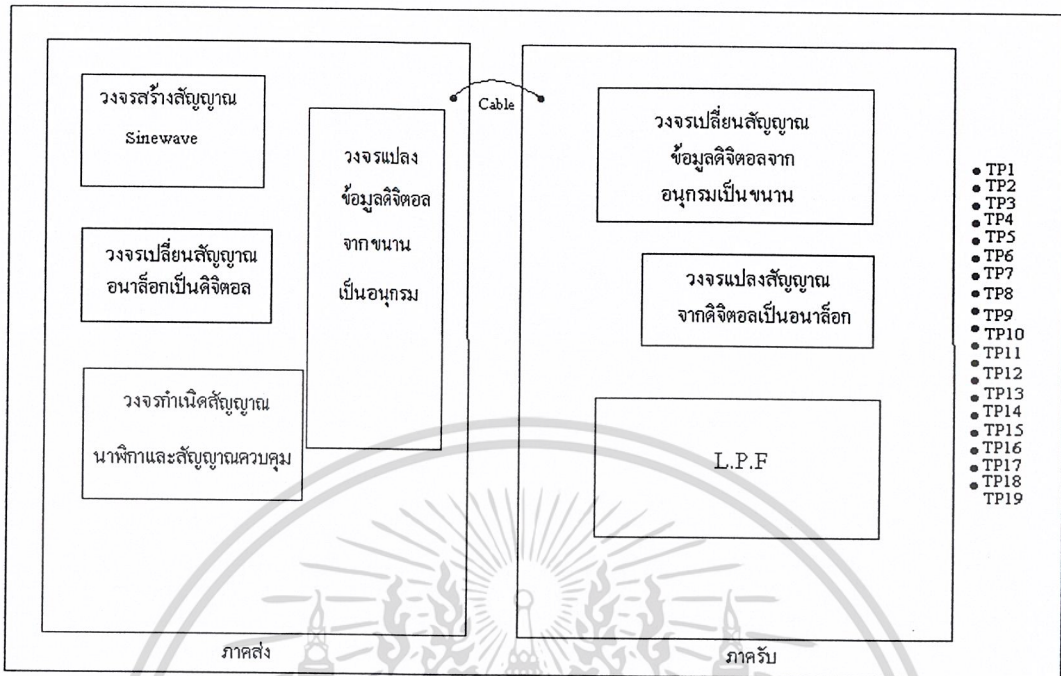 วงจรสร้างสัญญาณ
Sinewave
วงจรเปลี่ยนสัญญาณ
อนาล็อกเป็นดิจิตอล
วงจรกำเนิดสัญญาณ
นาฬิกาและสัญญาณควบคุม
วงจรแปลง
ข้อมูลดิจิตอล
จากขนาน
เป็นอนุกรม
ภาคส่ง
Cable
วงจรเปลี่ยนสัญญาณ
ข้อมูลดิจิตอลจาก
อนุกรมเป็นขนาน
วงจรแปลงสัญญาณ
จากดิจิตอลเป็นอนาล็อก
L.P.F
ภาครับ
TP1
TP2
TP3
TP4
TP5
TP6
TP7
TP8
TP9
TP10
TP11
TP12
TP13
TP14
TP15
TP16
TP17
TP18
TP19